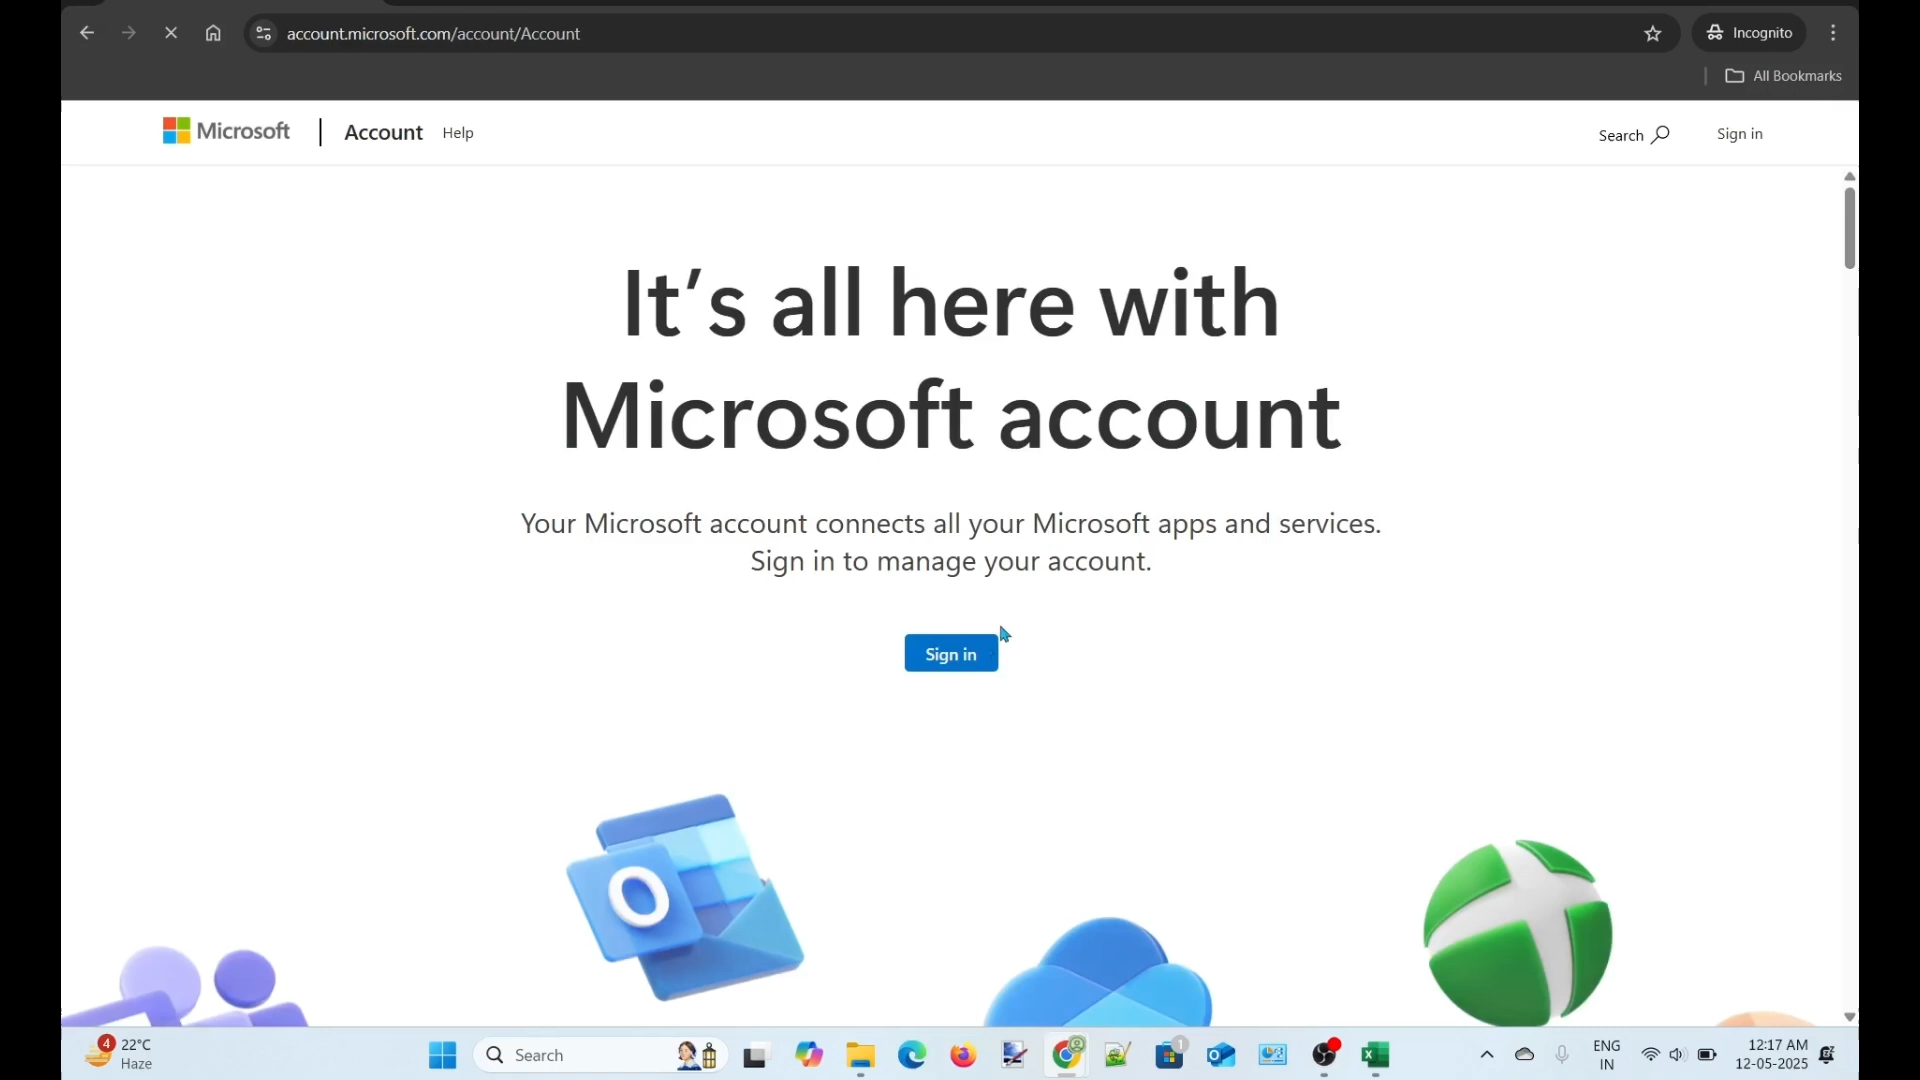 account.microsoft.com/account/Account
Incognito
All Bookmarks
Microsoft
Account
Help
Search
Sign in
It's all here with
Microsoft account
Your Microsoft account connects all your Microsoft apps and services.
Sign in to manage your account.
Sign in
O
4
22°C
Haze
Search
1
ENG
IN
12:17 AM
12-05-2025